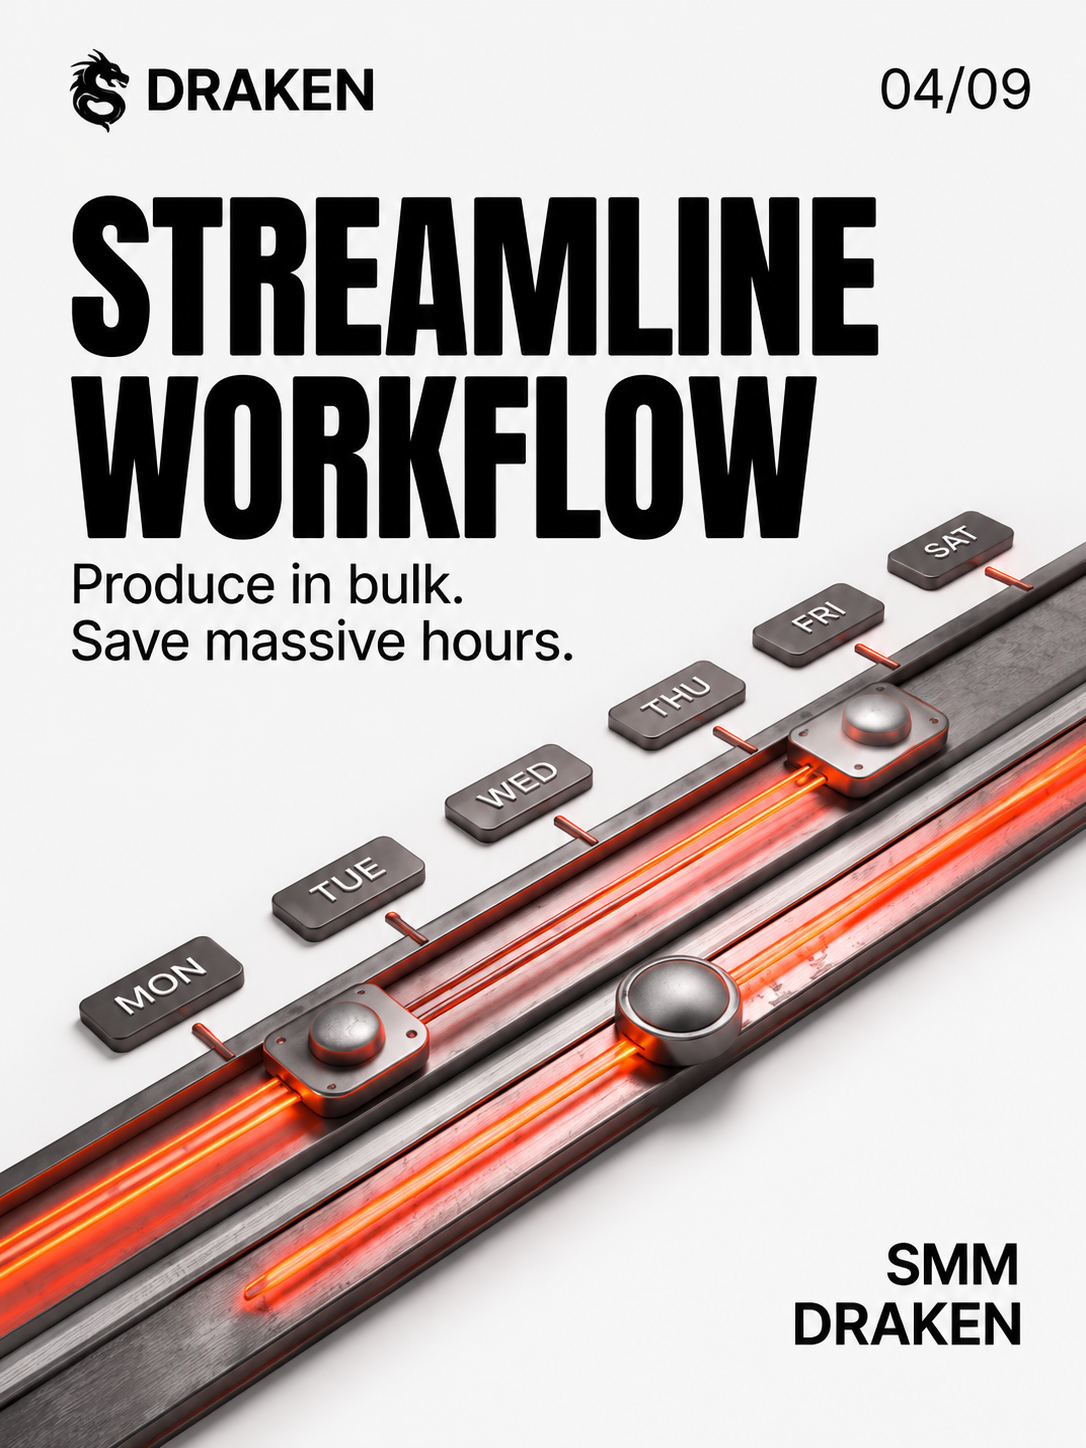 DRAKEN
04/09
STREAMLINE
WORKFLOW
Produce in bulk.
Save massive hours.
SAT
FRI
THU
WED
TUE
MON
SMM
DRAKEN